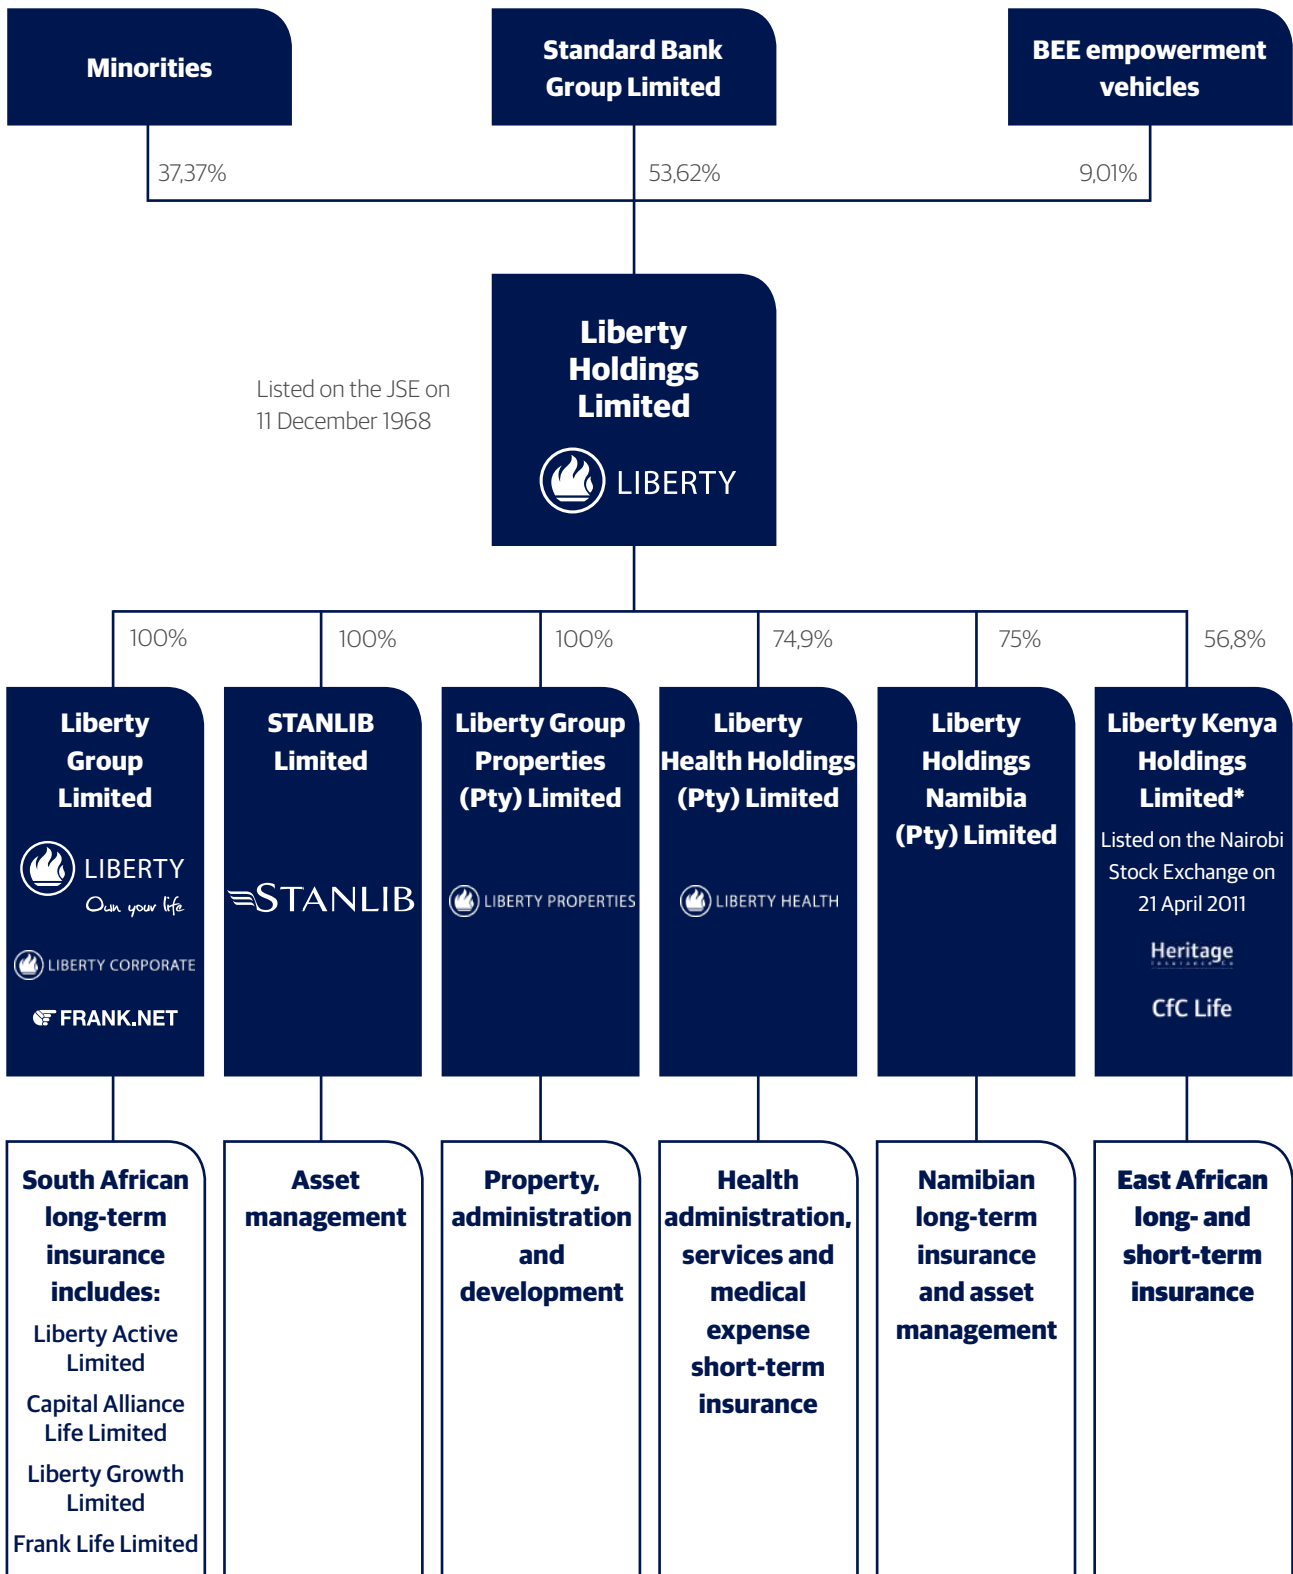 Minorities
Standard Bank
Group Limited
BEE empowerment
vehicles
37,37%
53,62%
9,01%
Listed on the JSE on
11 December 1968
Liberty
Holdings
Limited
LIBERTY
100%
100%
100%
74,9%
75%
56,8%
Liberty
Group
Limited
LIBERTY
Own your life
LIBERTY CORPORATE
FRANK.NET
STANLIB
Limited
STANLIB
Liberty Group
Properties
(Pty) Limited
LIBERTY PROPERTIES
Liberty
Health Holdings
(Pty) Limited
LIBERTY HEALTH
Liberty
Holdings
Namibia
(Pty) Limited
Liberty Kenya
Holdings
Limited*
Listed on the Nairobi
Stock Exchange on
21 April 2011
Heritage
Insurance Co
CfC Life
South African
long-term
insurance
includes:
Liberty Active
Limited
Capital Alliance
Life Limited
Liberty Growth
Limited
Frank Life Limited
Asset
management
Property,
administration
and
development
Health
administration,
services and
medical
expense
short-term
insurance
Namibian
long-term
insurance
and asset
management
East African
long- and
short-term
insurance